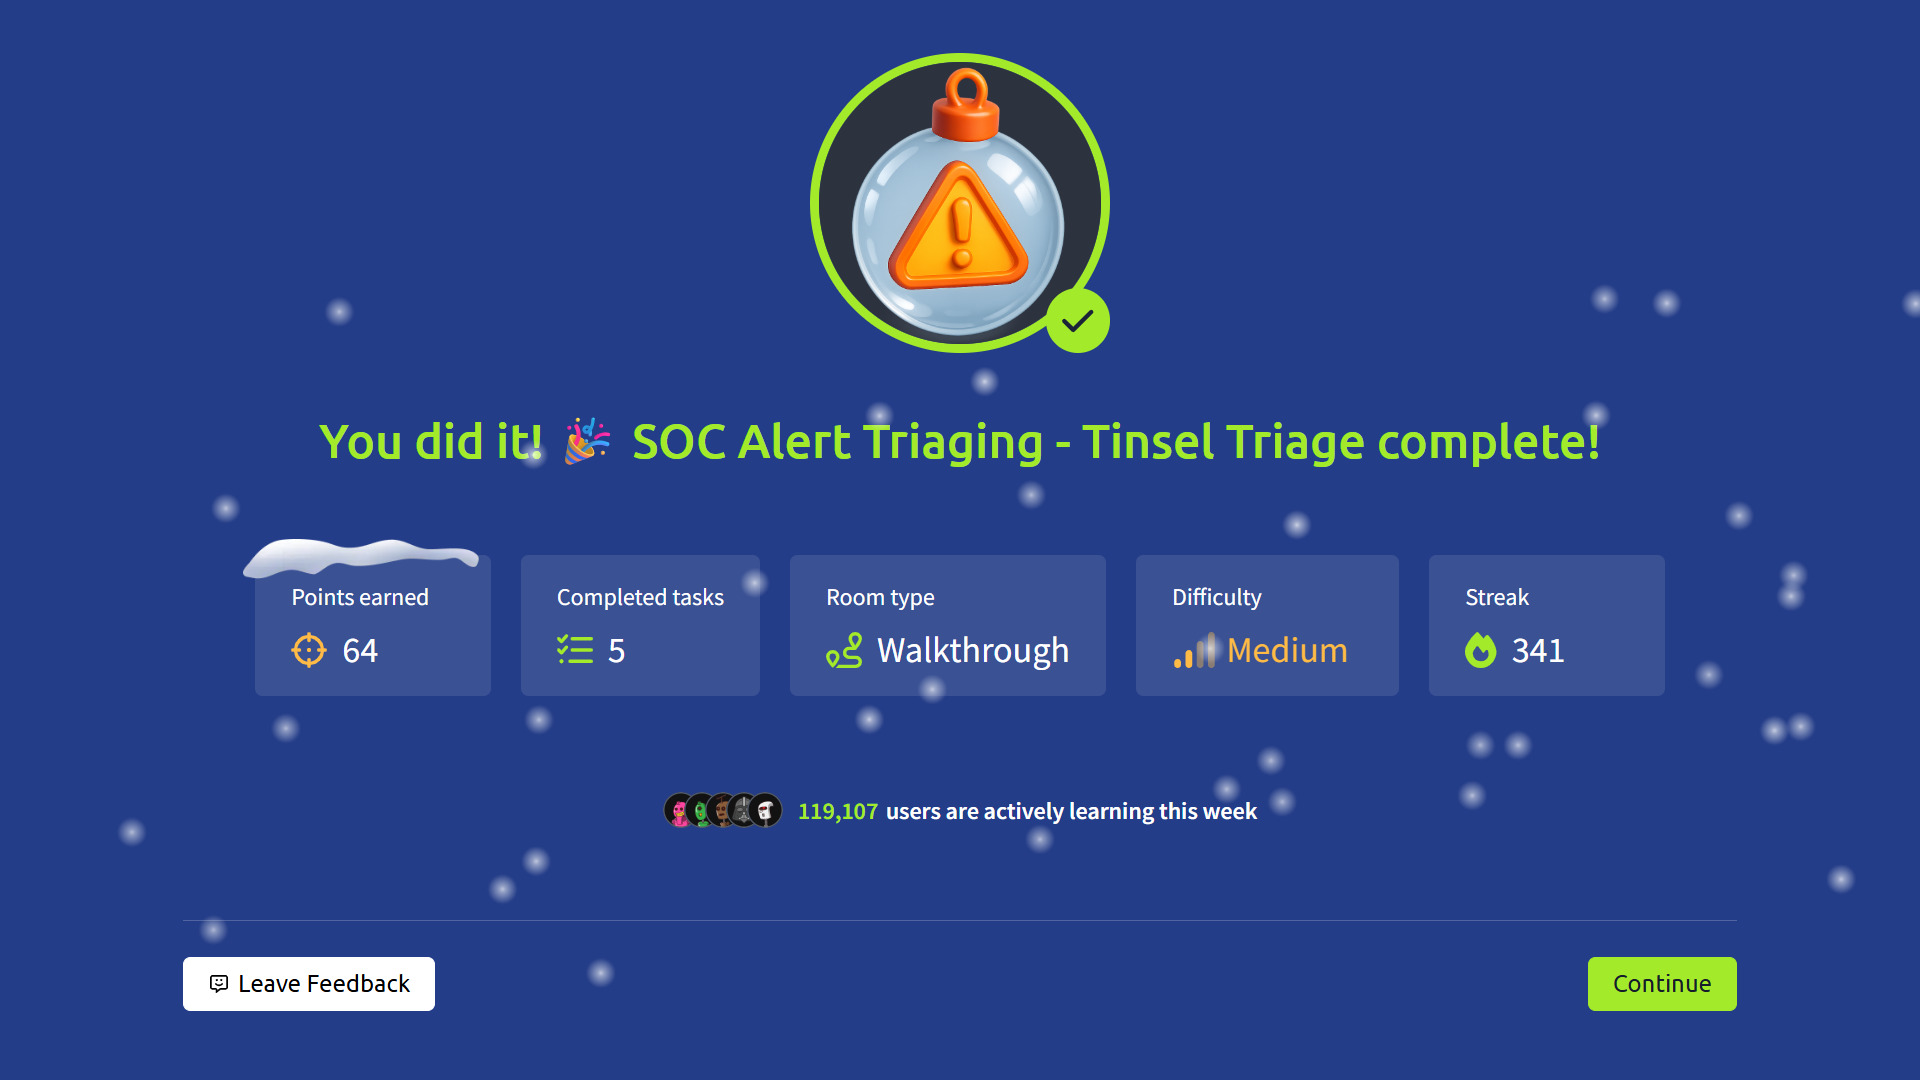 You did it! 🎉 SOC Alert Triaging - Tinsel Triage complete!
Points earned
64
Completed tasks
5
Room type
Walkthrough
Difficulty
Medium
Streak
341
119,107 users are actively learning this week
Leave Feedback
Continue